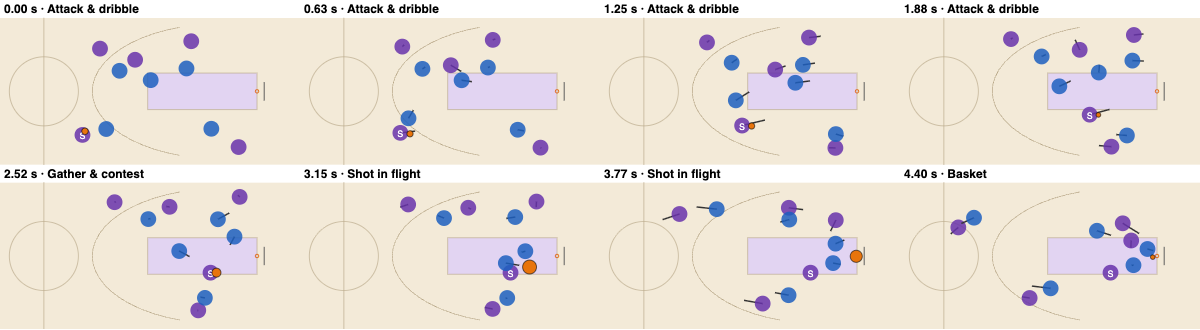 0.00 s · Attack & dribble
0.63 s · Attack & dribble
1.25 s · Attack & dribble
1.88 s · Attack & dribble
S
S
S
S
2.52 s · Gather & contest
3.15 s · Shot in flight
3.77 s · Shot in flight
4.40 s · Basket
S
S
S
S